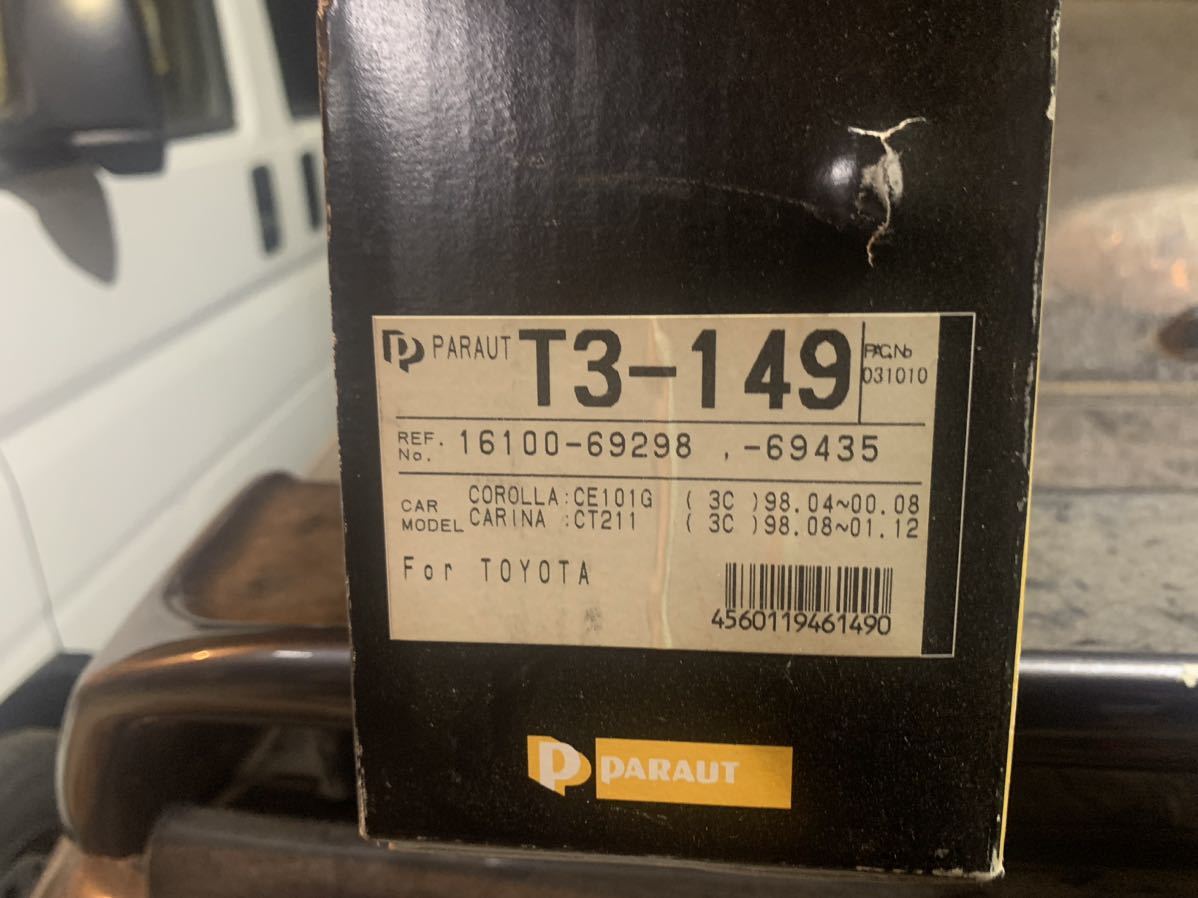 PARAUT T3-149 PAC.No
031010
REF. No. 16100-69298 , -69435
CAR MODEL COROLLA:CE101G ( 3C )98.04~00.08
CARINA :CT211 ( 3C )98.08~01.12
For TOYOTA
4560119461490
P PARAUT